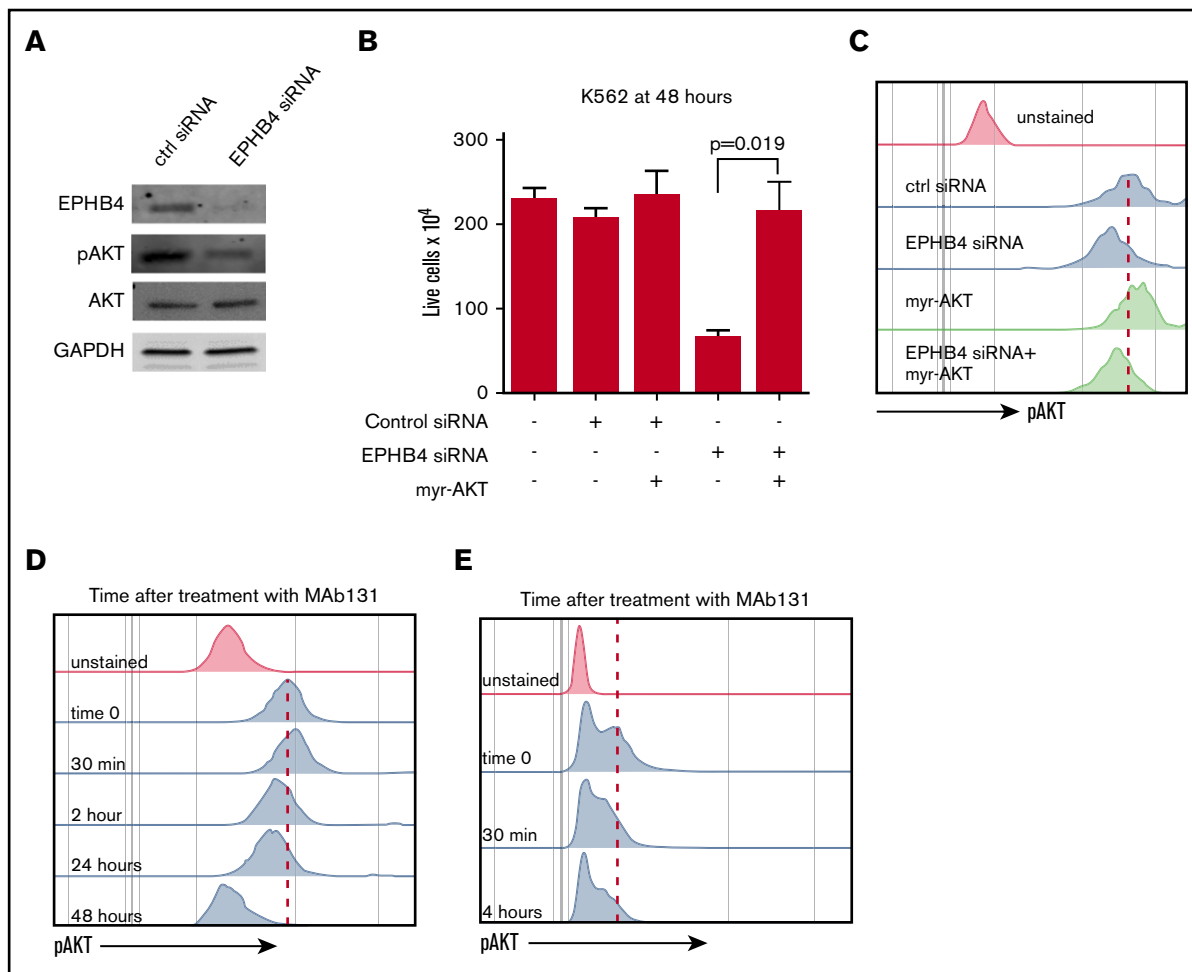 A
ctrl siRNA
EPHB4 siRNA
EPHB4
pAKT
AKT
GAPDH
B
K562 at 48 hours
Live cells x 10⁴
300
200
100
0
p=0.019
Control siRNA - + + - -
EPHB4 siRNA - - - + +
myr-AKT - - + - +
C
unstained
ctrl siRNA
EPHB4 siRNA
myr-AKT
EPHB4 siRNA+
myr-AKT
pAKT
D
Time after treatment with MAb131
unstained
time 0
30 min
2 hour
24 hours
48 hours
pAKT
E
Time after treatment with MAb131
unstained
time 0
30 min
4 hours
pAKT